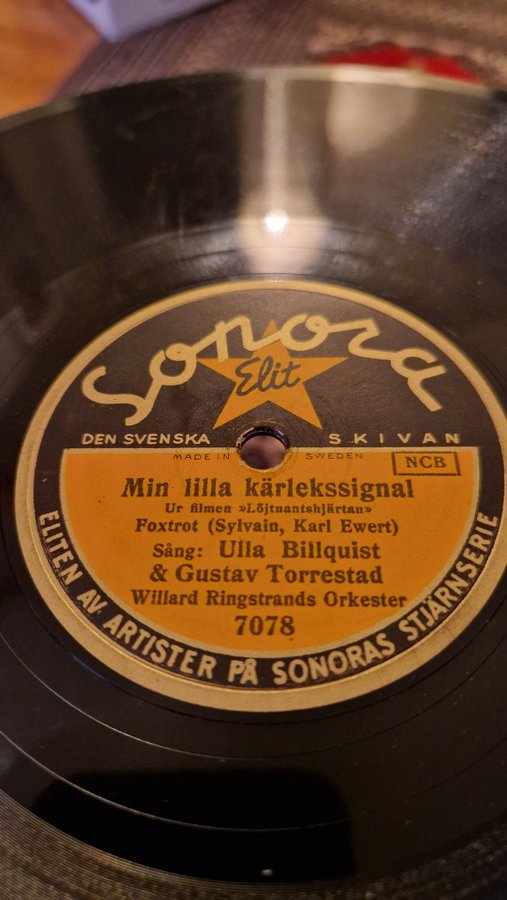 Sonora
Elit
DEN SVENSKA SKIVAN
MADE IN SWEDEN
NCB
Min lilla kärlekssignal
Ur filmen »Löjtnantshjärtan»
Foxtrot (Sylvain, Karl Ewert)
Sång: Ulla Billquist
& Gustav Torrestad
Willard Ringstrands Orkester
7078
ELITEN AV ARTISTER PÅ SONORAS STJÄRNSERIE